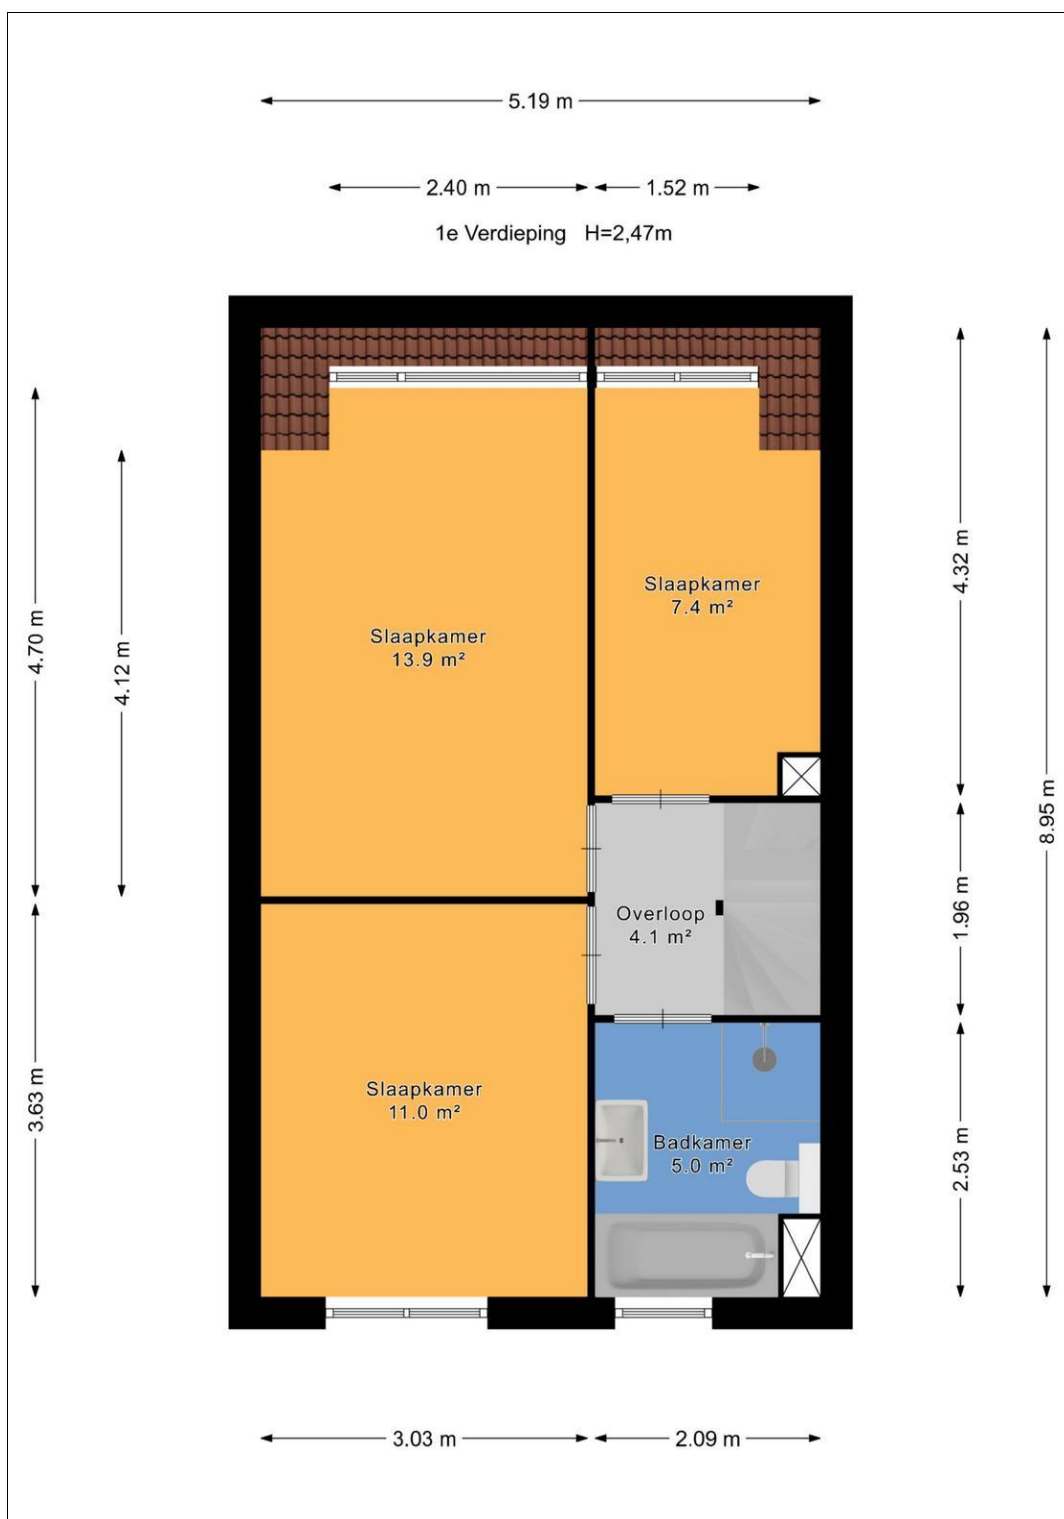 5.19 m
2.40 m
1.52 m
1e Verdieping H=2,47m
4.70 m
4.12 m
4.32 m
8.95 m
Slaapkamer
7.4 m²
Slaapkamer
13.9 m²
1.96 m
Overloop
4.1 m²
3.63 m
Slaapkamer
11.0 m²
Badkamer
5.0 m²
2.53 m
3.03 m
2.09 m